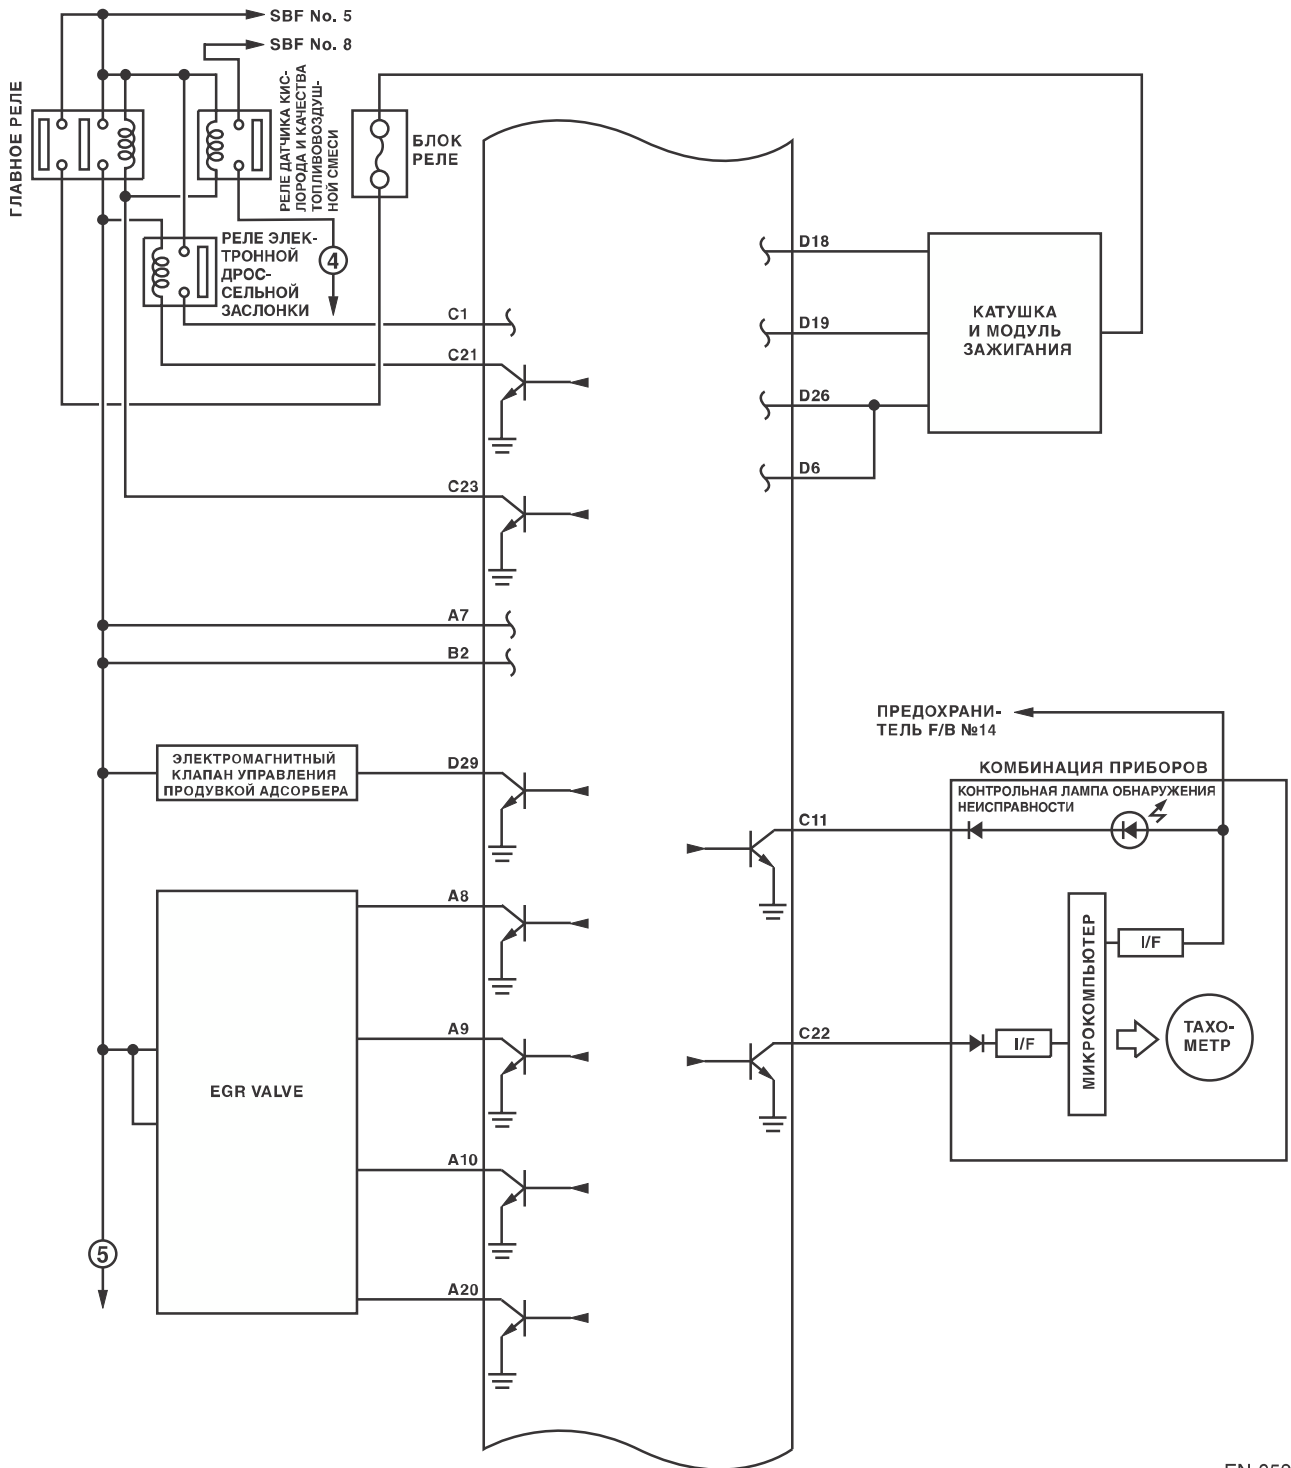 SBF No. 5
SBF No. 8
ГЛАВНОЕ РЕЛЕ
РЕЛЕ ДАТЧИКА КИС-
ЛОРОДА И КАЧЕСТВА
ТОПЛИВОВОЗДУШ-
НОЙ СМЕСИ
БЛОК
РЕЛЕ
РЕЛЕ ЭЛЕК-
ТРОННОЙ
ДРОС-
СЕЛЬНОЙ
ЗАСЛОНКИ
4
D18
C1
D19
КАТУШКА
И МОДУЛЬ
ЗАЖИГАНИЯ
C21
D26
D6
C23
A7
B2
ПРЕДОХРАНИ-
ТЕЛЬ F/B №14
ЭЛЕКТРОМАГНИТНЫЙ
КЛАПАН УПРАВЛЕНИЯ
ПРОДУВКОЙ АДСОРБЕРА
D29
КОМБИНАЦИЯ ПРИБОРОВ
КОНТРОЛЬНАЯ ЛАМПА ОБНАРУЖЕНИЯ
НЕИСПРАВНОСТИ
C11
A8
МИКРОКОМПЬЮТЕР
I/F
A9
C22
I/F
ТАХО-
МЕТР
EGR VALVE
A10
5
A20